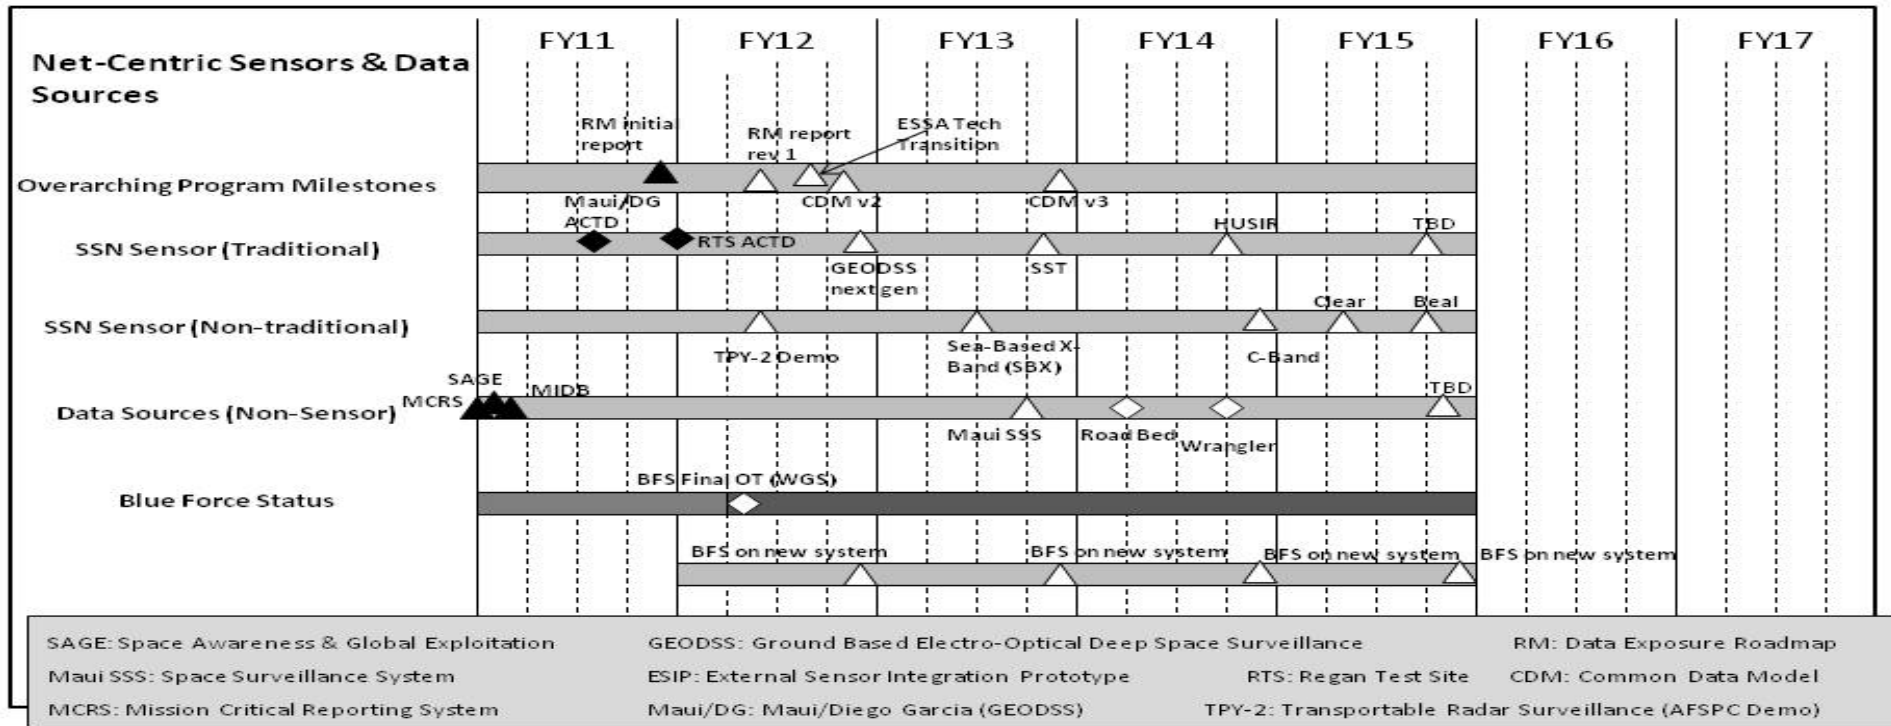 FY11 FY12 FY13 FY14 FY15 FY16 FY17
Net-Centric Sensors & Data
Sources
RM initial
report
RM report
rev 1
ESSA Tech
Transition
Overarching Program Milestones
CDM v2
CDM v3
Maui/DG
ACTD
SSN Sensor (Traditional)
RTS ACTD
GEODSS
next gen
SST
HUSIR
TBD
SSN Sensor (Non-traditional)
TPY-2 Demo
Sea-Based X-
Band (SBX)
C-Band
Clear
Beal
Data Sources (Non-Sensor)
MCRS
SAGE
MIDB
Maui SSS
Road Bed
Wrangler
TBD
Blue Force Status
BFS Final OT (WGS)
BFS on new system
BFS on new system
BFS on new system
BFS on new system
SAGE: Space Awareness & Global Exploitation GEODSS: Ground Based Electro-Optical Deep Space Surveillance RM: Data Exposure Roadmap
Maui SSS: Space Surveillance System ESIP: External Sensor Integration Prototype RTS: Regan Test Site CDM: Common Data Model
MCRS: Mission Critical Reporting System Maui/DG: Maui/Diego Garcia (GEODSS) TPY-2: Transportable Radar Surveillance (AFSPC Demo)